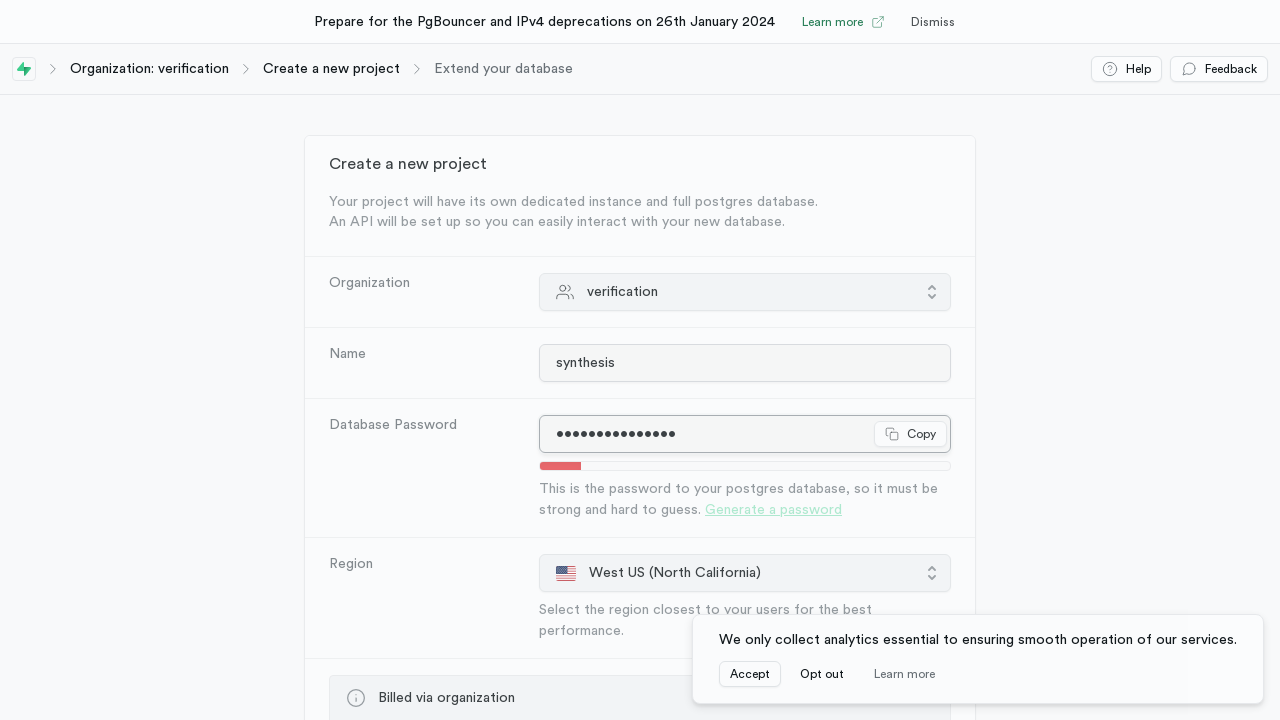 Prepare for the PgBouncer and IPv4 deprecations on 26th January 2024 Learn more Dismiss
Organization: verification Create a new project Extend your database Help Feedback
Create a new project
Your project will have its own dedicated instance and full postgres database.
An API will be set up so you can easily interact with your new database.
Organization verification
Name synthesis
Database Password ••••••••••••••• Copy
This is the password to your postgres database, so it must be
strong and hard to guess. Generate a password
Region West US (North California)
Select the region closest to your users for the best
performance.
We only collect analytics essential to ensuring smooth operation of our services.
Accept Opt out Learn more
Billed via organization